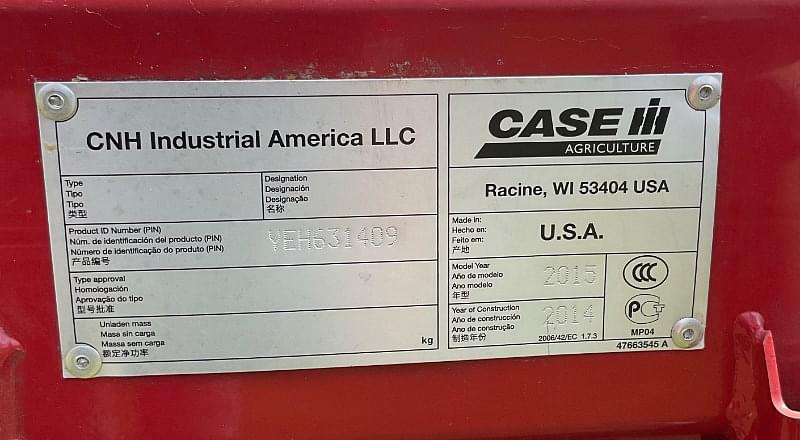 CNH Industrial America LLC
Type
Tipo
Tipo
类型
Designation
Designación
Designação
名称
Product ID Number (PIN)
Núm. de identificación del producto (PIN)
Número de identificação do produto (PIN)
产品编号
YEH631409
Type approval
Homologación
Aprovação do tipo
型号批准
Unladen mass
Masa sin carga
Massa sem carga
额定净功率
kg
CASE IH
AGRICULTURE
Racine, WI 53404 USA
Made in:
Hecho en:
Feito em:
产地
U.S.A.
Model Year
Año de modelo
Ano modelo
年型
2015
Year of Construction
Año de construcción
Ano de construção
制造年份
2014
2006/42/EC 1.7.3
CCC
PCT
MP04
47663545 A